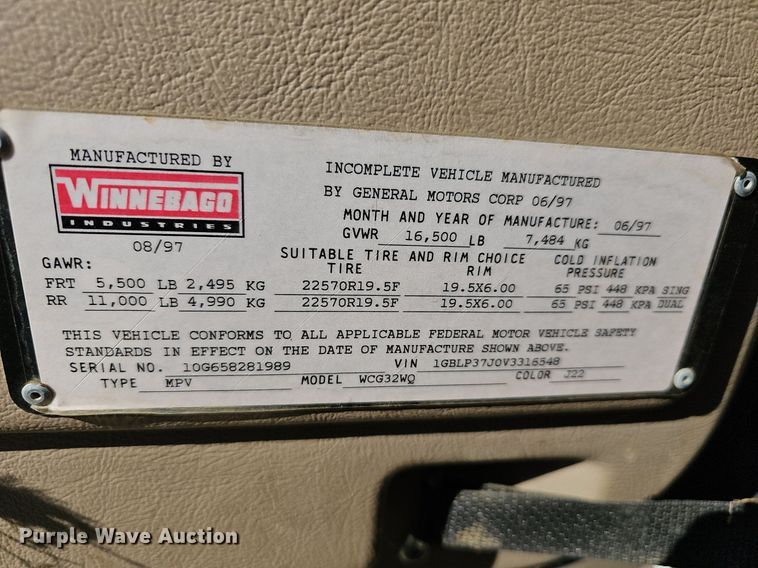 MANUFACTURED BY
WINNEBAGO
INDUSTRIES
08/97
INCOMPLETE VEHICLE MANUFACTURED
BY GENERAL MOTORS CORP 06/97
MONTH AND YEAR OF MANUFACTURE: 06/97
GVWR 16,500 LB 7,484 KG
GAWR:
SUITABLE TIRE AND RIM CHOICE
TIRE RIM
COLD INFLATION
PRESSURE
FRT 5,500 LB 2,495 KG 22570R19.5F 19.5X6.00 65 PSI 448 KPA SING
RR 11,000 LB 4,990 KG 22570R19.5F 19.5X6.00 65 PSI 448 KPA DUAL
THIS VEHICLE CONFORMS TO ALL APPLICABLE FEDERAL MOTOR VEHICLE SAFETY
STANDARDS IN EFFECT ON THE DATE OF MANUFACTURE SHOWN ABOVE.
SERIAL NO. 10G658281989 VIN 1GBLP37J0V3316548
TYPE MPV MODEL WCG32WQ COLOR J22
Purple Wave Auction